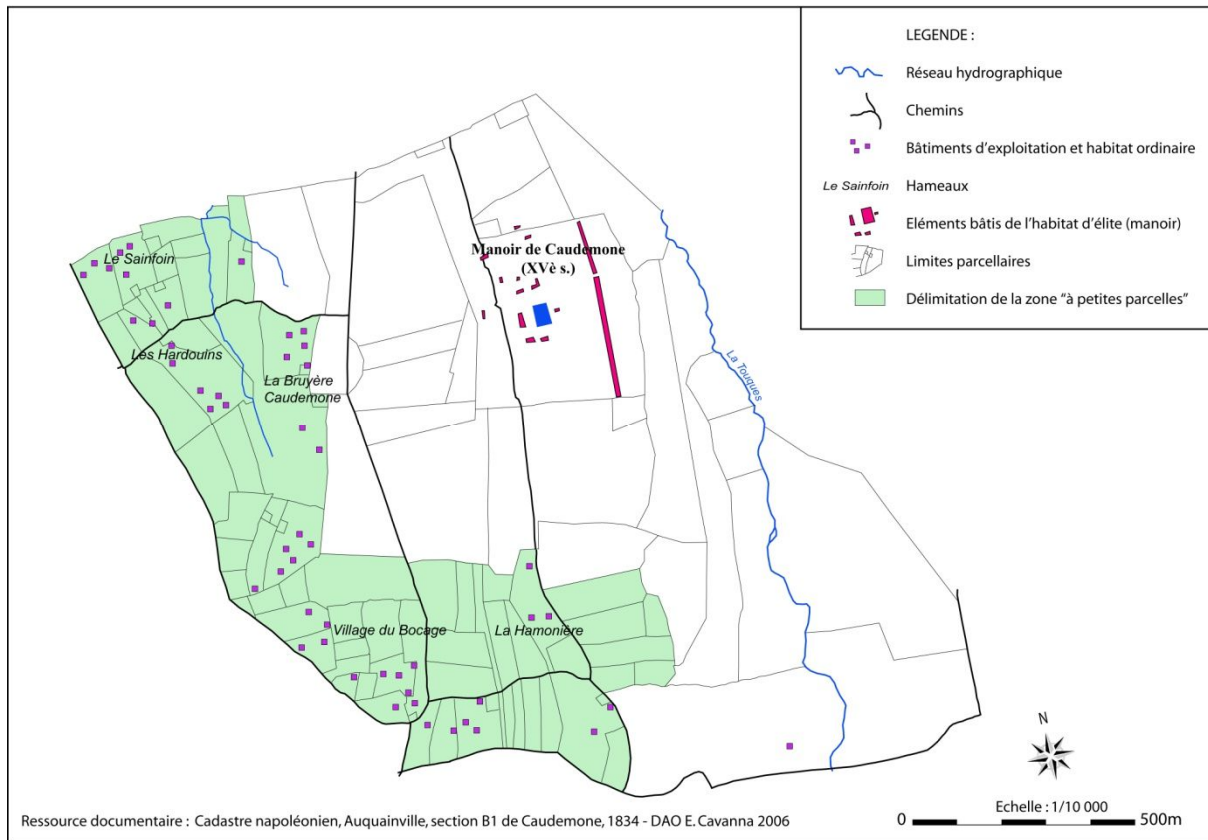 LEGENDE :
Réseau hydrographique
Chemins
Bâtiments d'exploitation et habitat ordinaire
Le Sainfoin
Hameaux
Eléments bâtis de l'habitat d'élite (manoir)
Limites parcellaires
Délimitation de la zone "à petites parcelles"
Manoir de Caudemone
(XVè s.)
Le Sainfoin
Les Hardouins
La Bruyère
Caudemone
La Touques
Village du Bocage
La Hamonière
N
Echelle : 1/10 000
0
500m
Ressource documentaire : Cadastre napoléonien, Auquainville, section B1 de Caudemone, 1834 - DAO E. Cavanna 2006